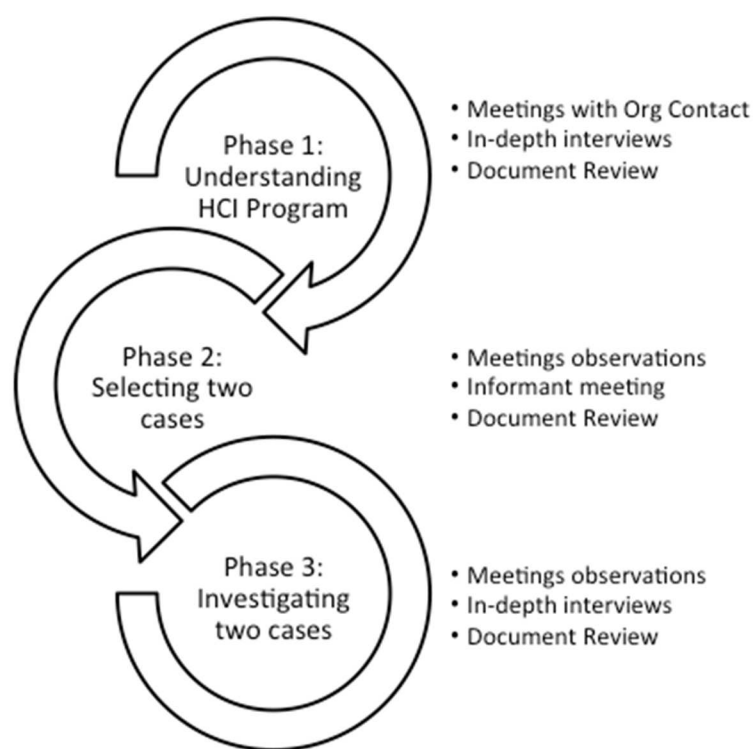 Phase 1:
Understanding
HCI Program
• Meetings with Org Contact
• In-depth interviews
• Document Review
Phase 2:
Selecting two
cases
• Meetings observations
• Informant meeting
• Document Review
Phase 3:
Investigating
two cases
• Meetings observations
• In-depth interviews
• Document Review